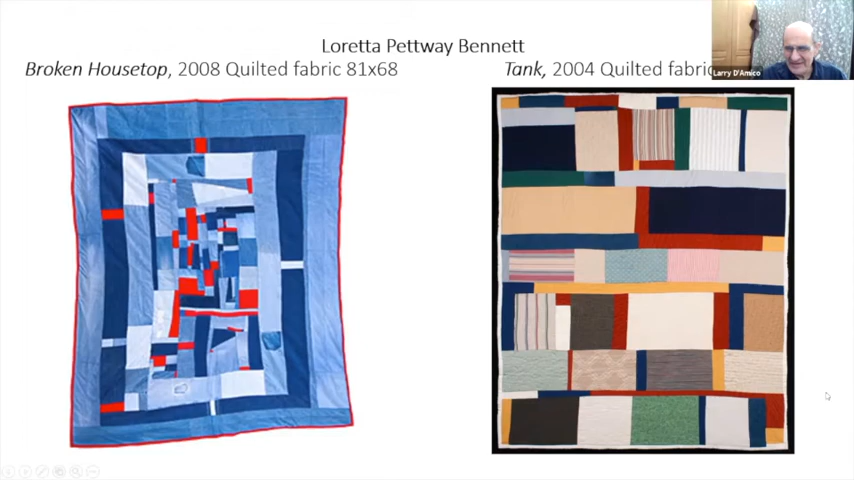 Loretta Pettway Bennett
Broken Housetop, 2008 Quilted fabric 81x68
Tank, 2004 Quilted fabric
Larry D'Amico